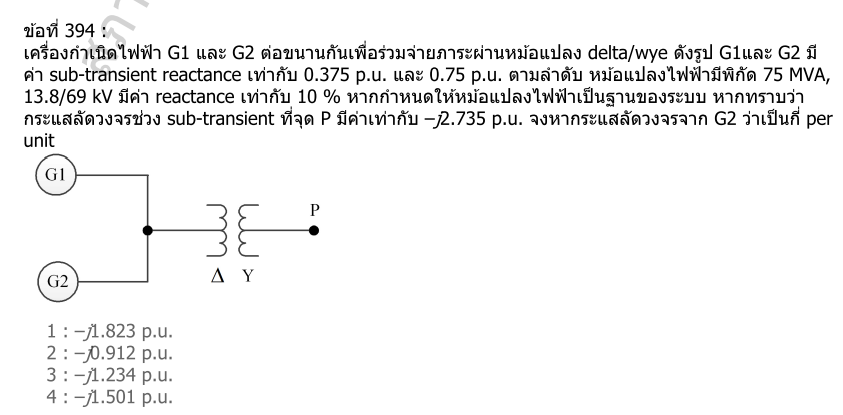 ข้อที่ 394 :
เครื่องกำเนิดไฟฟ้า G1 และ G2 ต่อขนานกันเพื่อร่วมจ่ายภาระผ่านหม้อแปลง delta/wye ดังรูป G1และ G2 มี
ค่า sub-transient reactance เท่ากับ 0.375 p.u. และ 0.75 p.u. ตามลำดับ หม้อแปลงไฟฟ้ามีพิกัด 75 MVA,
13.8/69 kV มีค่า reactance เท่ากับ 10 % หากกำหนดให้หม้อแปลงไฟฟ้าเป็นฐานของระบบ หากทราบว่า
กระแสลัดวงจรช่วง sub-transient ที่จุด P มีค่าเท่ากับ –j2.735 p.u. จงหากระแสลัดวงจรจาก G2 ว่าเป็นกี่ per
unit
G1
P
G2
Δ Y
1 : –j1.823 p.u.
2 : –j0.912 p.u.
3 : –j1.234 p.u.
4 : –j1.501 p.u.